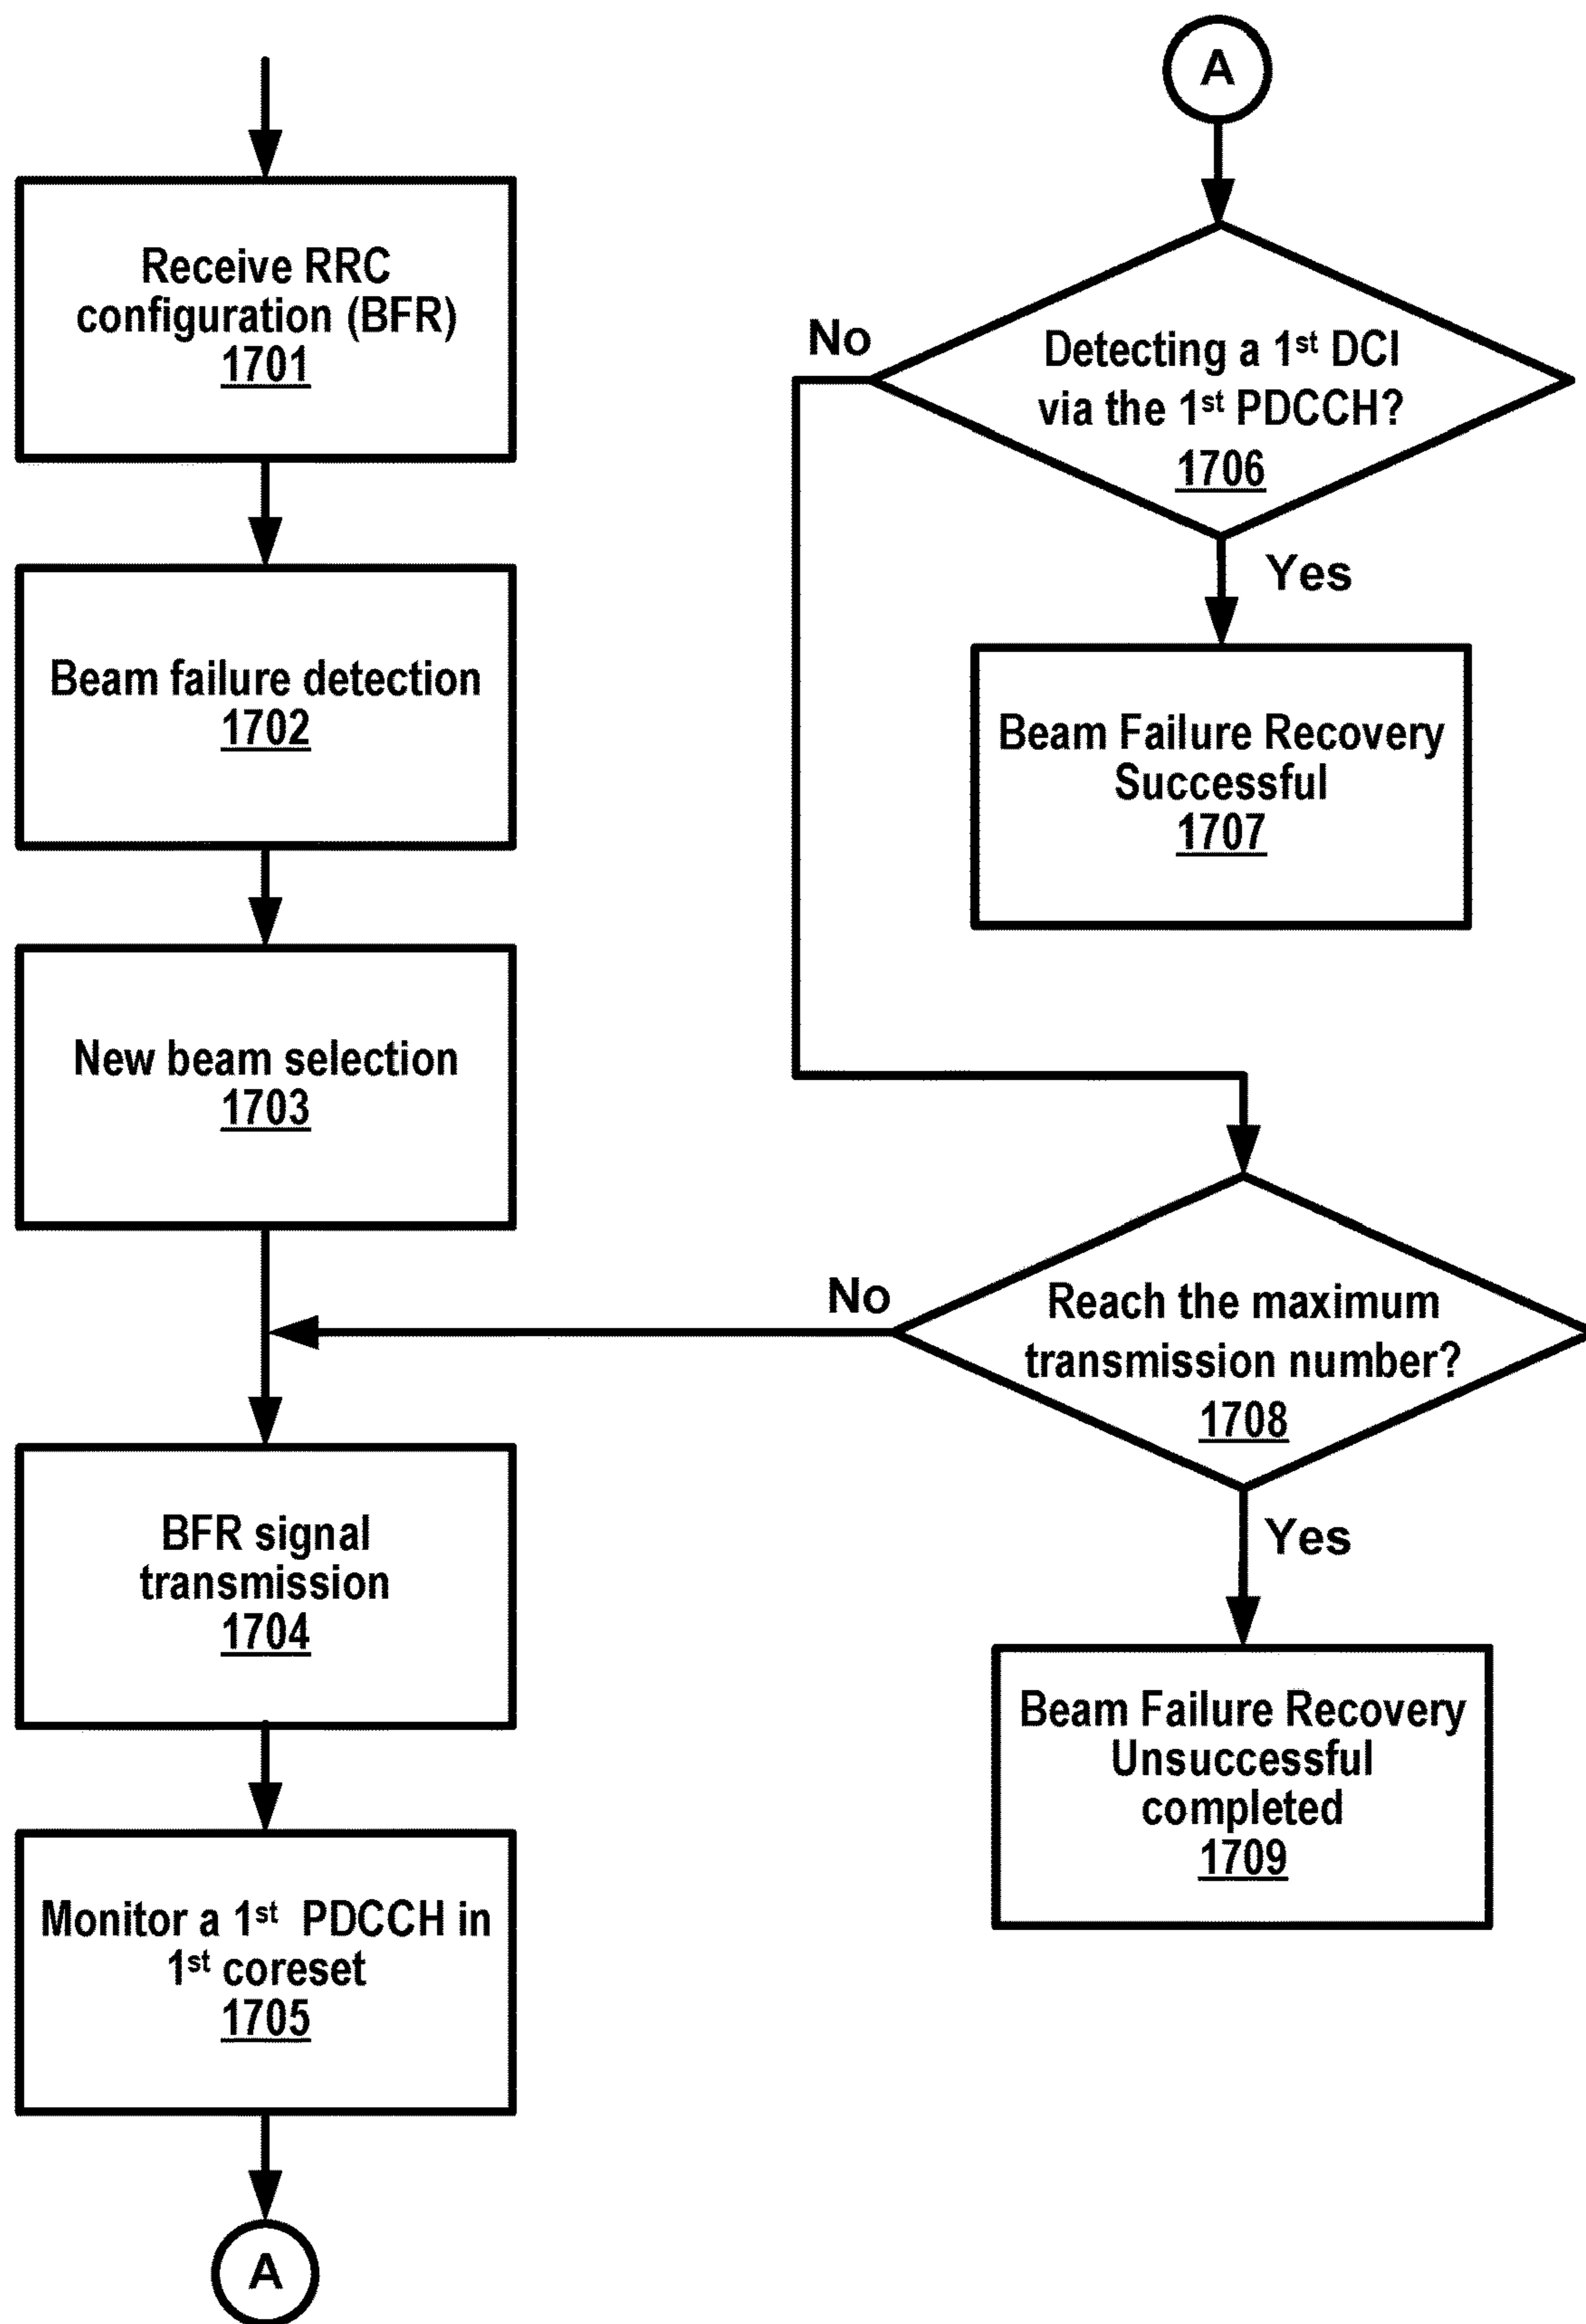 Receive RRC
configuration (BFR)
1701
Beam failure detection
1702
New beam selection
1703
BFR signal
transmission
1704
Monitor a 1st PDCCH in
1st coreset
1705
A
A
Detecting a 1st DCI
via the 1st PDCCH?
1706
No
Yes
Beam Failure Recovery
Successful
1707
Reach the maximum
transmission number?
1708
No
Yes
Beam Failure Recovery
Unsuccessful
completed
1709